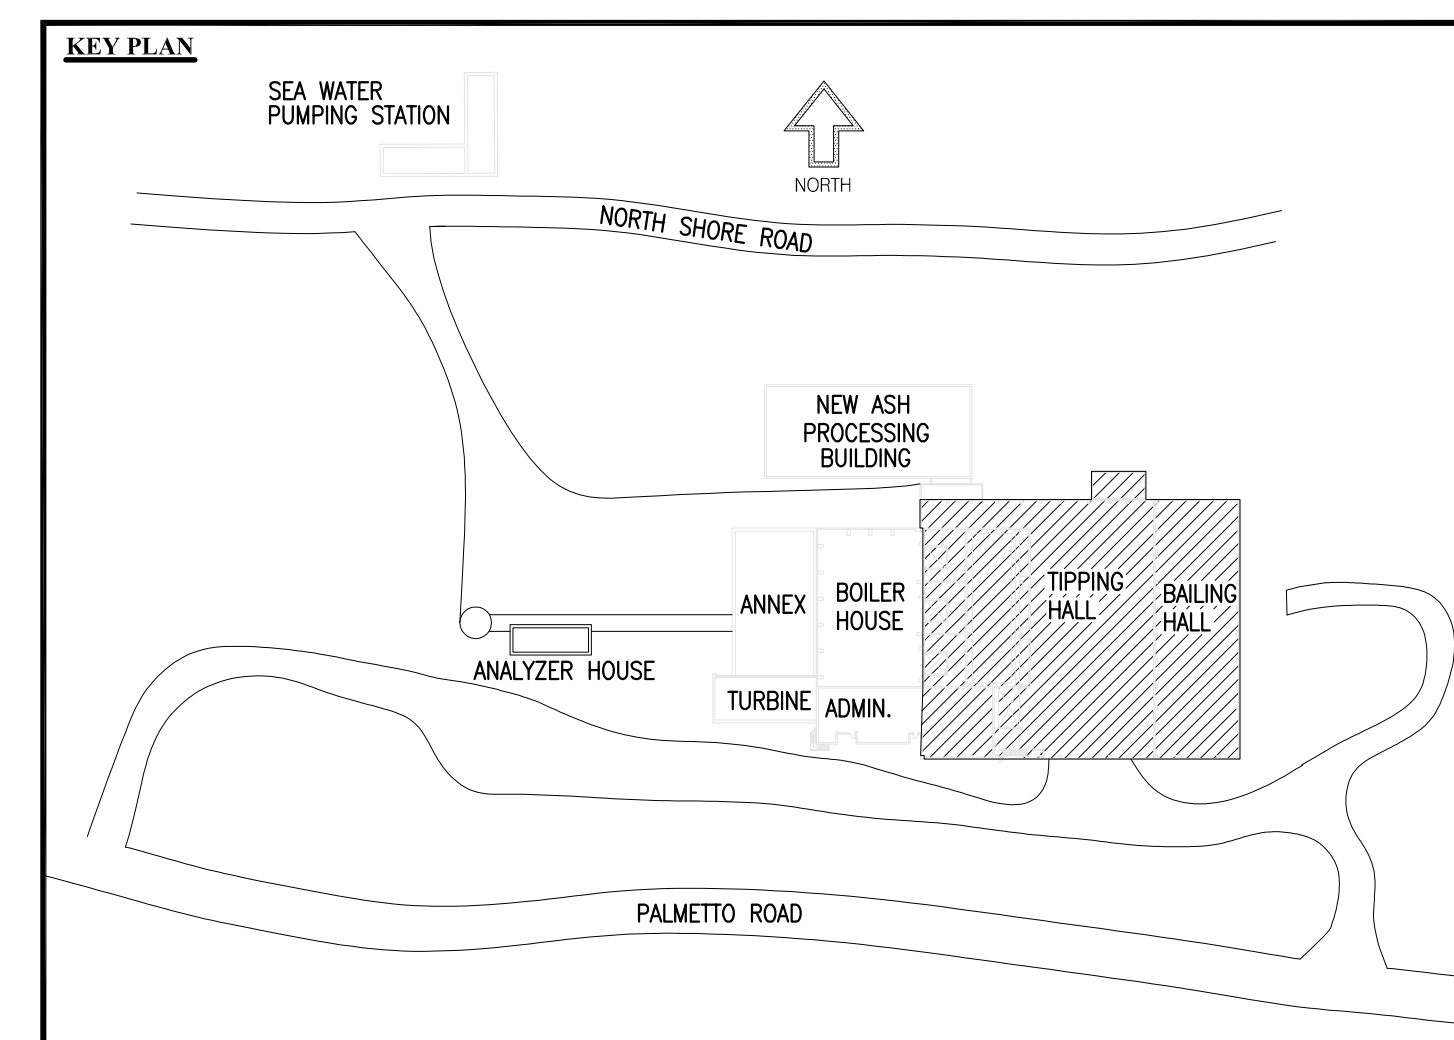 KEY PLAN
SEA WATER
PUMPING STATION
NORTH
NORTH SHORE ROAD
NEW ASH
PROCESSING
BUILDING
TIPPING
HALL
BAILING
HALL
BOILER
HOUSE
ANNEX
ANALYZER HOUSE
TURBINE
ADMIN.
PALMETTO ROAD